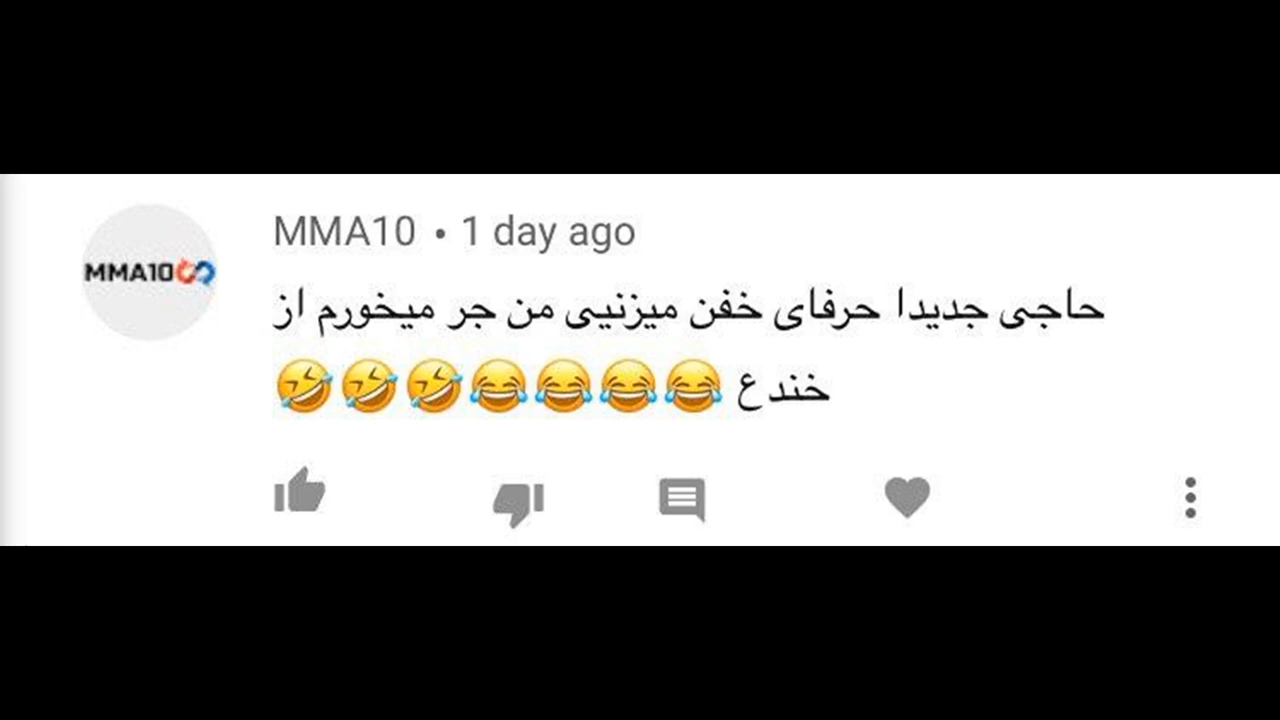 MMA10 • 1 day ago
MMA10
حاجی جدیدا حرفای خفن میزنیی من جر میخورم از
خندع 😂😂😂😂🤣🤣🤣